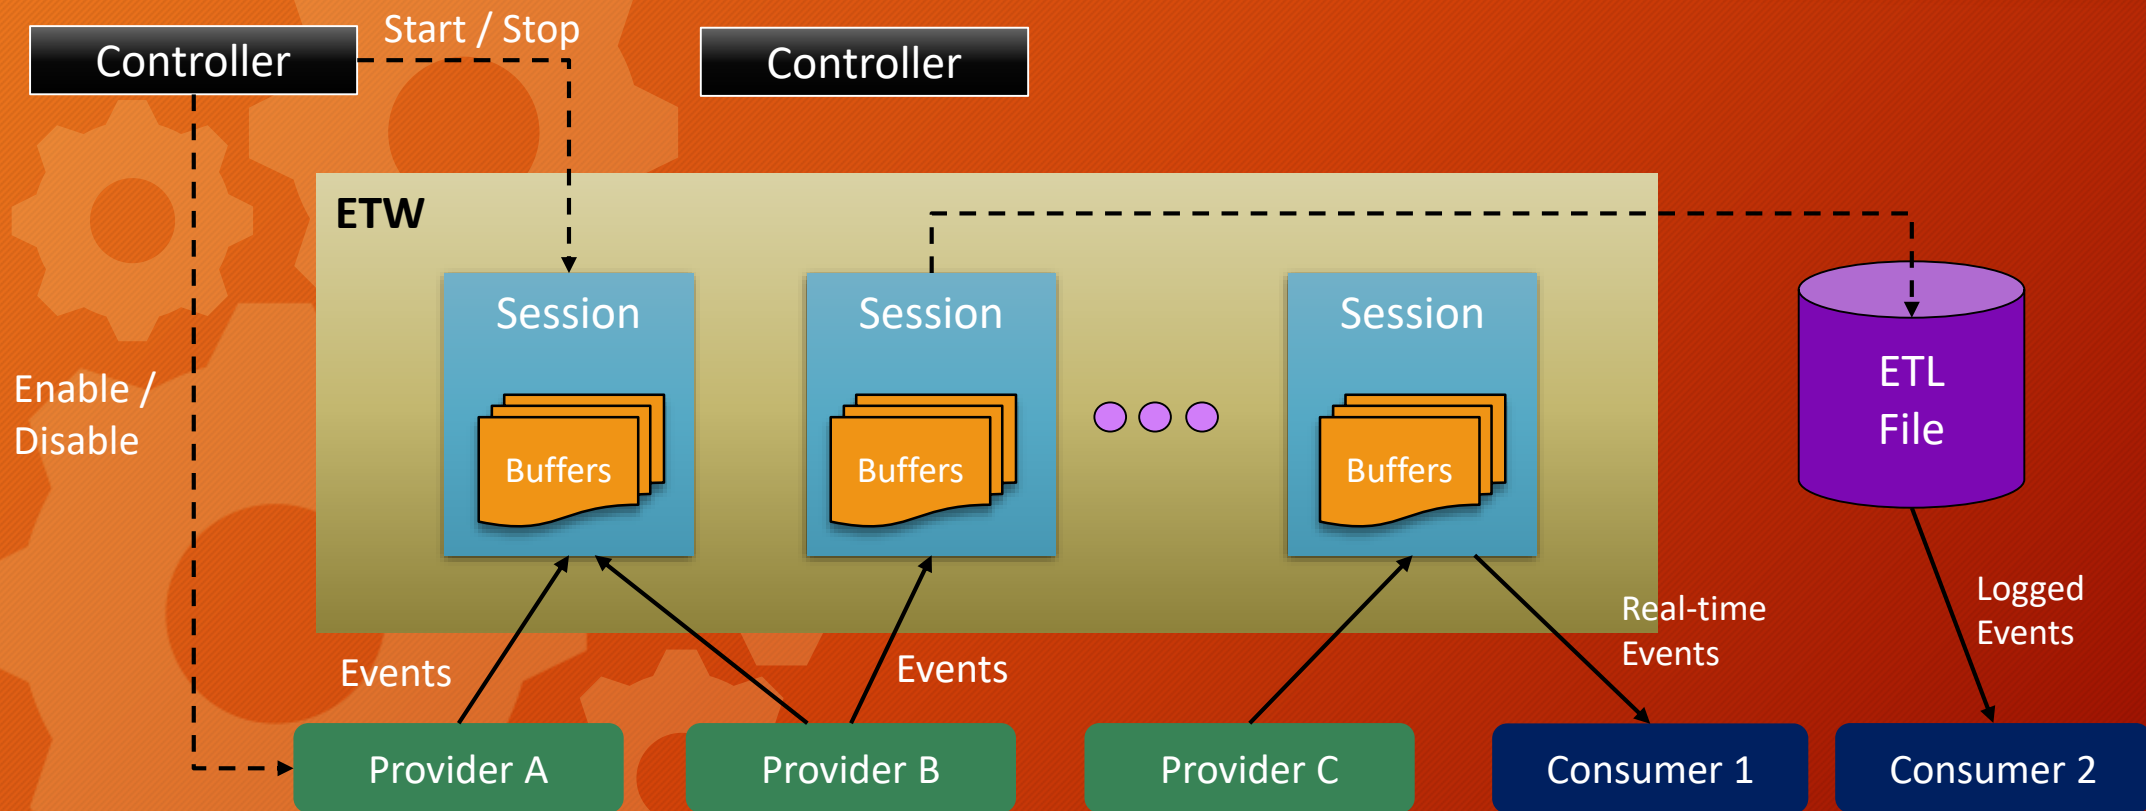 Start / Stop
Controller
Controller
ETW
Session
Session
Session
ETL
File
Enable /
Disable
Buffers
Buffers
Buffers
Logged
Events
Real-time
Events
Events
Events
Provider A
Provider B
Provider C
Consumer 1
Consumer 2